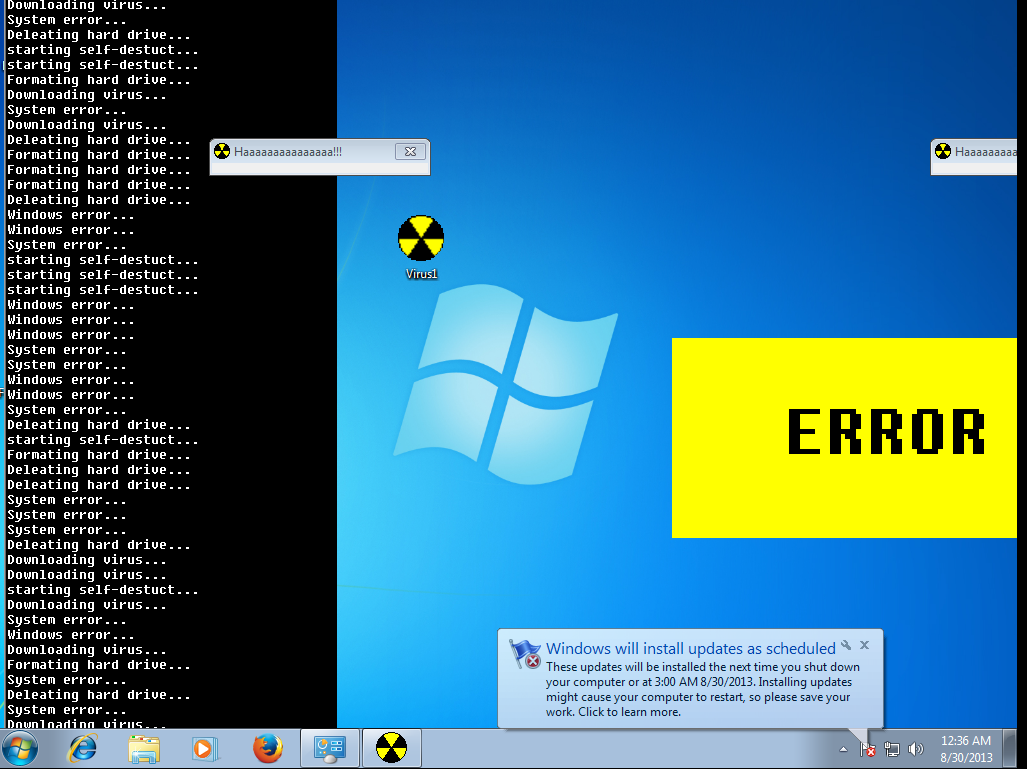 Downloading virus...
System error...
Deleating hard drive...
starting self-destuct...
starting self-destuct...
Formating hard drive...
Downloading virus...
System error...
Downloading virus...
Deleating hard drive...
Formating hard drive...
Formating hard drive...
Formating hard drive...
Deleating hard drive...
Windows error...
Windows error...
System error...
starting self-destuct...
starting self-destuct...
starting self-destuct...
Windows error...
Windows error...
Windows error...
System error...
System error...
Windows error...
Windows error...
System error...
Deleating hard drive...
starting self-destuct...
Formating hard drive...
Deleating hard drive...
Deleating hard drive...
System error...
System error...
System error...
Deleating hard drive...
Downloading virus...
Downloading virus...
starting self-destuct...
Downloading virus...
System error...
Windows error...
Downloading virus...
Formating hard drive...
System error...
Deleating hard drive...
System error...
Downloading virus...
Haaaaaaaaaaaaaaa!!!
Haaaaaaaaa
Virus1
ERROR
Windows will install updates as scheduled
These updates will be installed the next time you shut down
your computer or at 3:00 AM 8/30/2013. Installing updates
might cause your computer to restart, so please save your
work. Click to learn more.
12:36 AM
8/30/2013